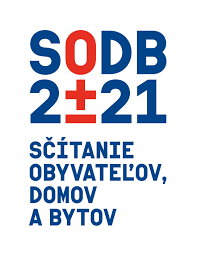 SODB
2±21
SČÍTANIE
OBYVATEĽOV,
DOMOV
A BYTOV